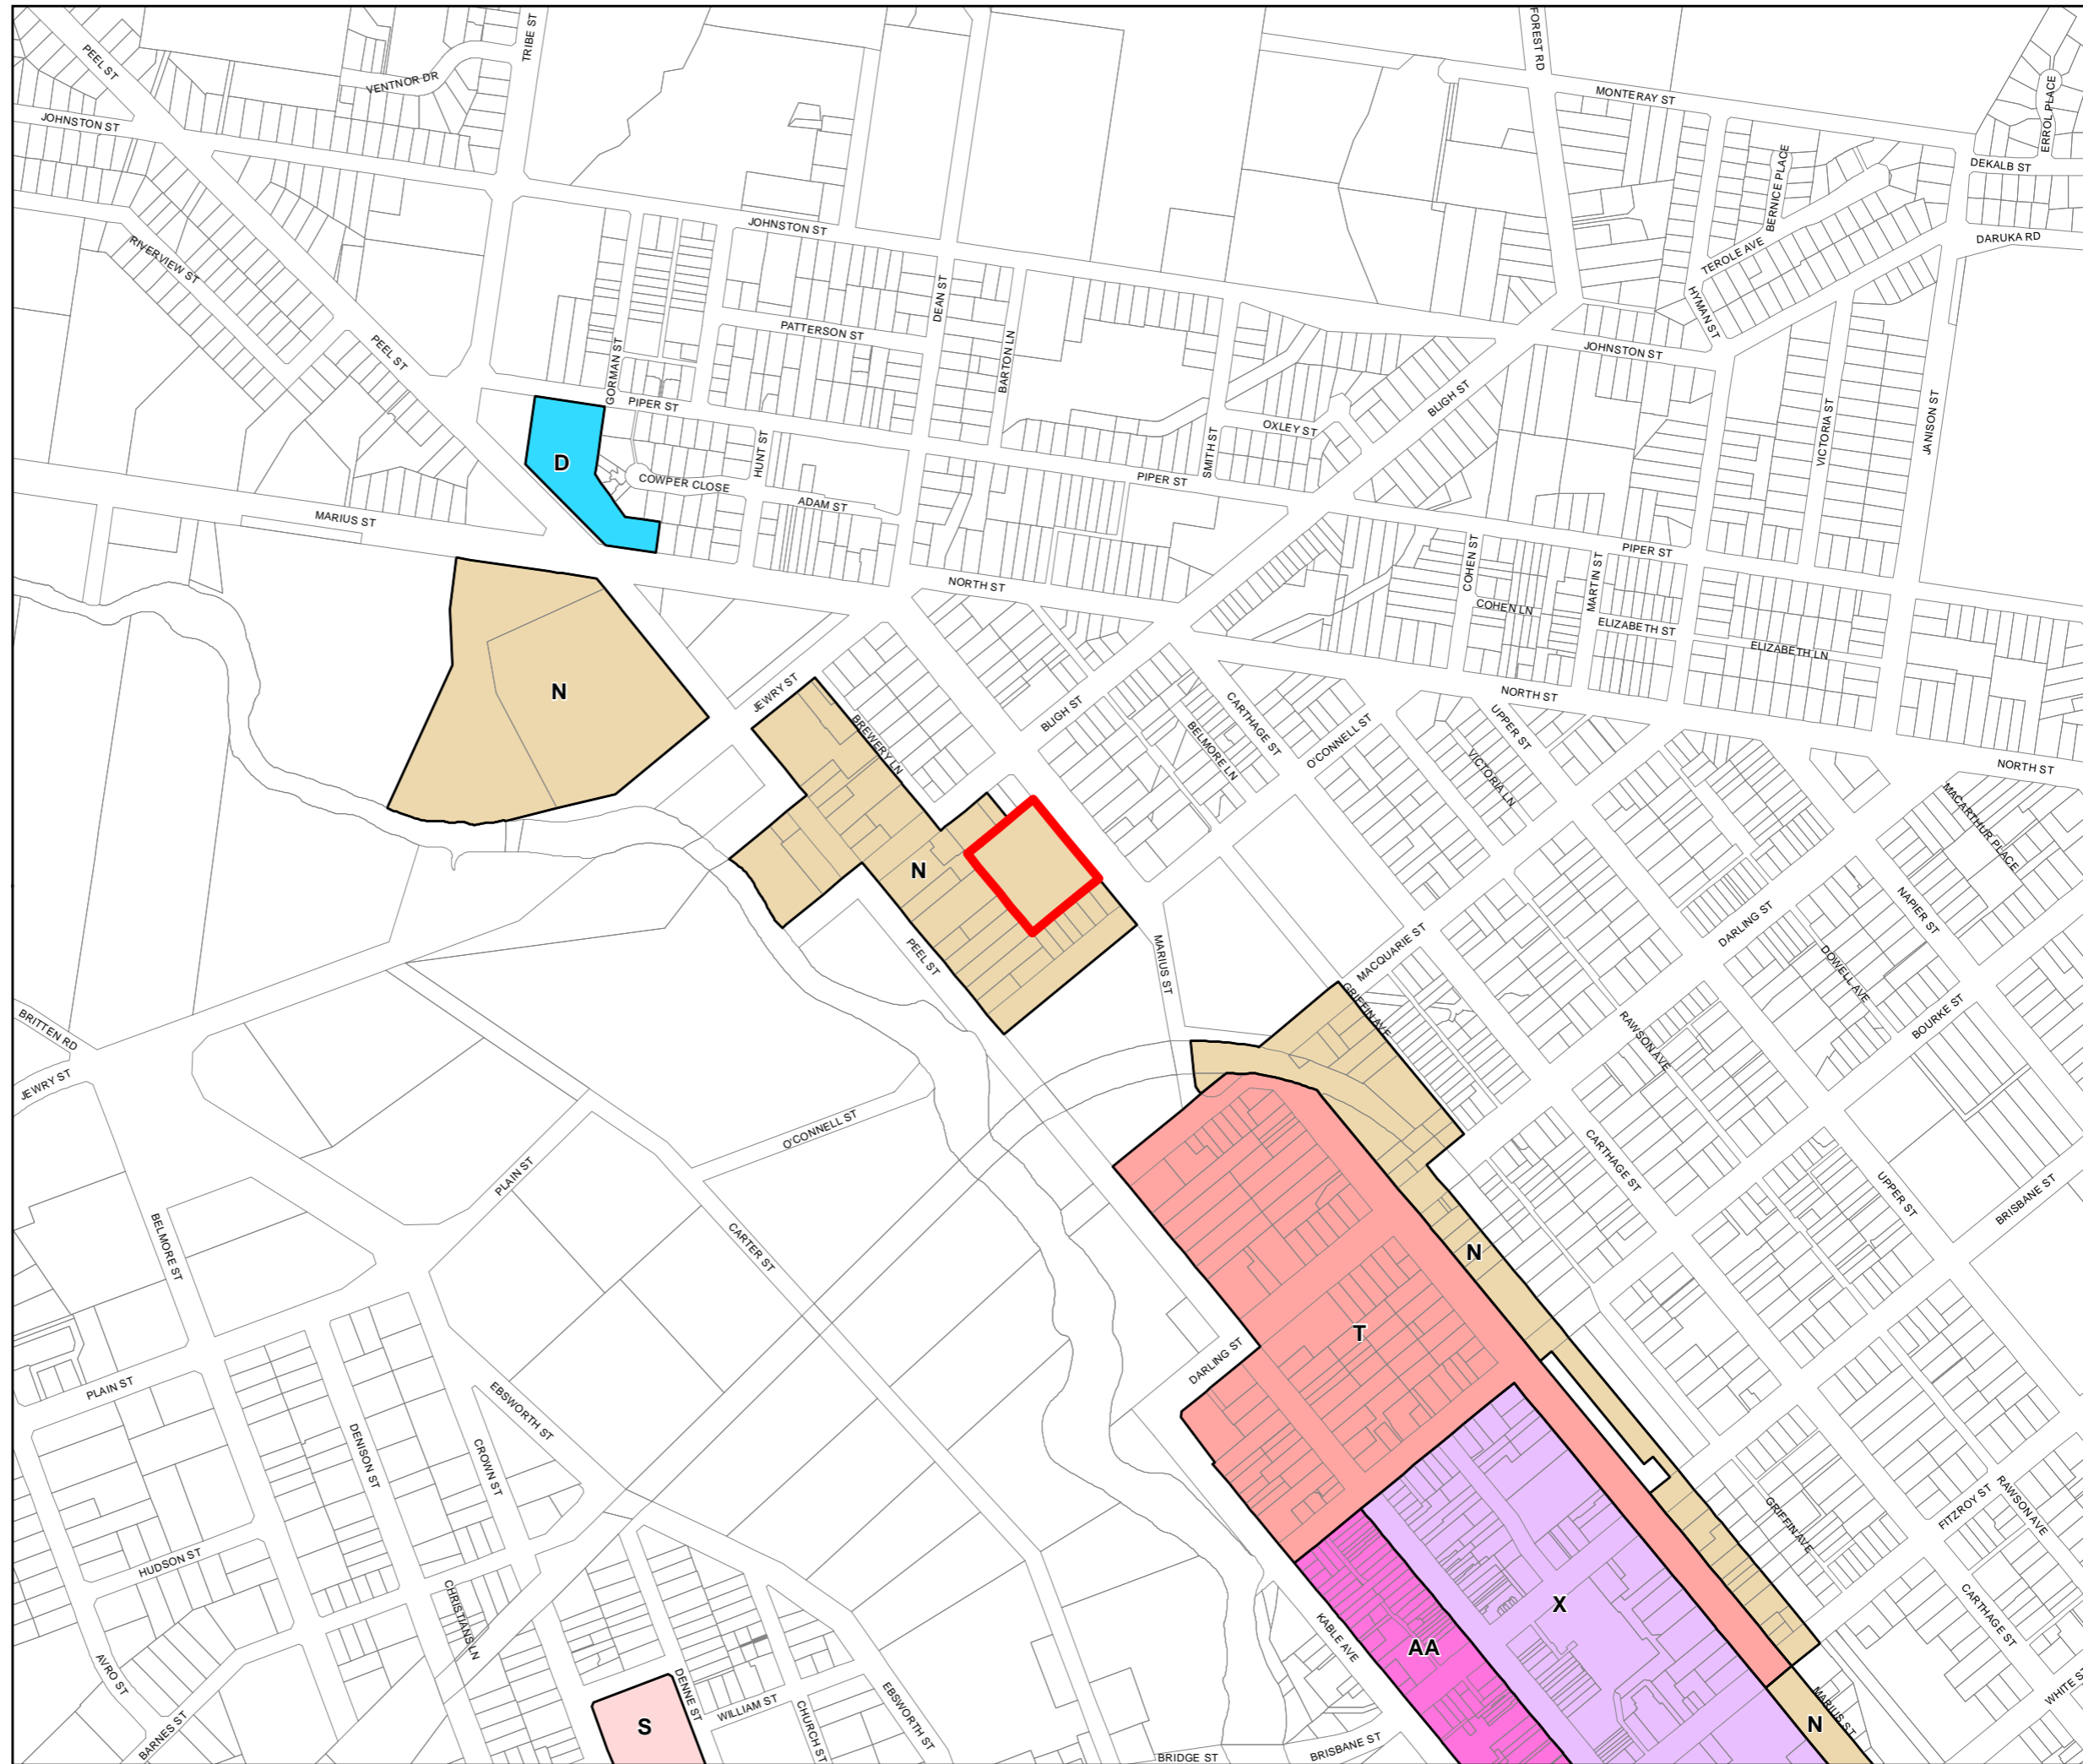 TRIBE ST
FOREST RD
PEEL ST
VENTNOR DR
MONTERAY ST
ERROL PLACE
JOHNSTON ST
DEKALB ST
BERNICE PLACE
JOHNSTON ST
DARUKA RD
RIVERVIEW ST
TEROLE AVE
DEAN ST
HYMAN ST
PATTERSON ST
PEEL ST
JOHNSTON ST
GORMAN ST
BARTON LN
BLIGH ST
PIPER ST
JANISON ST
VICTORIA ST
OXLEY ST
HUNT ST
SMITH ST
D
COWPER CLOSE
PIPER ST
ADAM ST
MARIUS ST
PIPER ST
COHEN ST
MARTIN ST
NORTH ST
COHEN LN
ELIZABETH ST
ELIZABETH LN
N
JEWRY ST
NORTH ST
BLIGH ST
CARTHAGE ST
UPPER ST
O'CONNELL ST
BREWERY LN
BELMORE LN
VICTORIA LN
NORTH ST
MACARTHUR PLACE
N
NAPIER ST
DARLING ST
MACQUARIE ST
PEEL ST
MARIUS ST
DOWELL AVE
GRIFFIN AVE
BOURKE ST
BRITTEN RD
RAWSON AVE
JEWRY ST
O'CONNELL ST
PLAIN ST
CARTHAGE ST
UPPER ST
BRISBANE ST
BELMORE ST
CARTER ST
N
T
DARLING ST
PLAIN ST
EBSWORTH ST
DENISON ST
CROWN ST
FITZROY ST
RAWSON AVE
GRIFFIN AVE
HUDSON ST
X
CHRISTIANS LN
KABLE AVE
CARTHAGE ST
AA
AVRO ST
DENNE ST
WHITE S
WILLIAM ST
EBSWORTH ST
MARIUS ST
S
N
CHURCH ST
BARNES ST
BRISBANE ST
BRIDGE ST